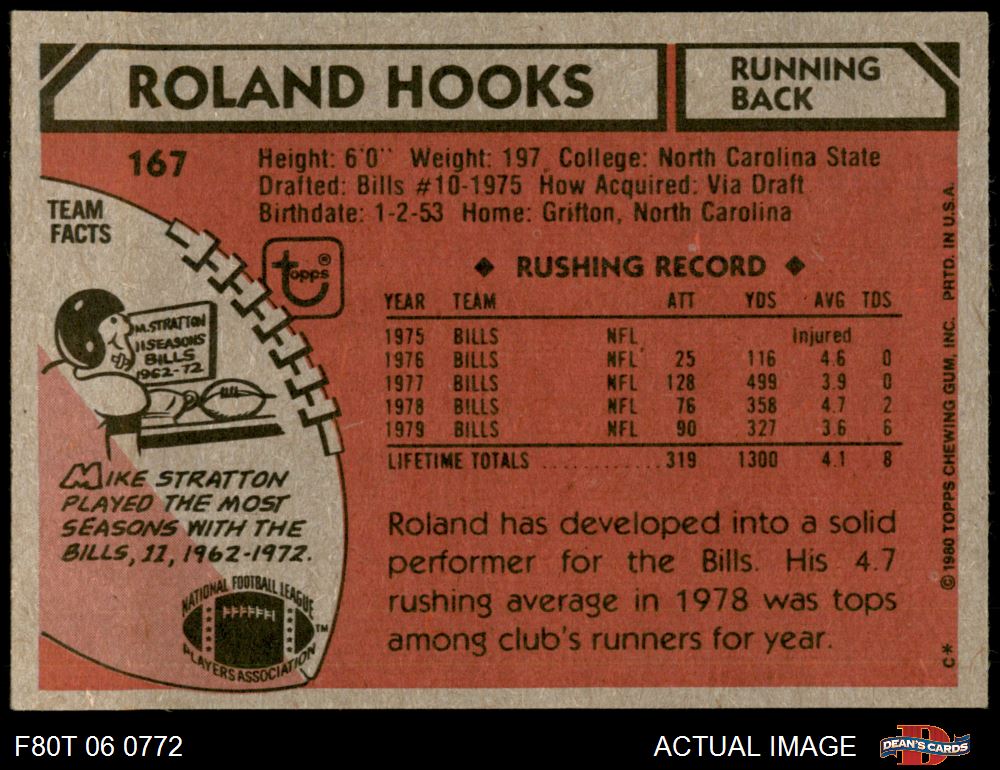 ROLAND HOOKS
RUNNING
BACK
167
Height: 6'0" Weight: 197 College: North Carolina State
Drafted: Bills #10-1975 How Acquired: Via Draft
Birthdate: 1-2-53 Home: Grifton, North Carolina
TEAM
FACTS
topps®
M. STRATTON
11 SEASONS
BILLS
1962-72
MIKE STRATTON
PLAYED THE MOST
SEASONS WITH THE
BILLS, 11, 1962-1972.
NATIONAL FOOTBALL LEAGUE
PLAYERS ASSOCIATION
TM
◆ RUSHING RECORD ◆
YEAR TEAM ATT YDS AVG TDS
1975 BILLS NFL Injured
1976 BILLS NFL 25 116 4.6 0
1977 BILLS NFL 128 499 3.9 0
1978 BILLS NFL 76 358 4.7 2
1979 BILLS NFL 90 327 3.6 6
LIFETIME TOTALS ............ 319 1300 4.1 8
Roland has developed into a solid
performer for the Bills. His 4.7
rushing average in 1978 was tops
among club's runners for year.
C* ©1980 TOPPS CHEWING GUM, INC. PRTD. IN U.S.A.
F80T 06 0772
ACTUAL IMAGE
D
DEAN'S CARDS